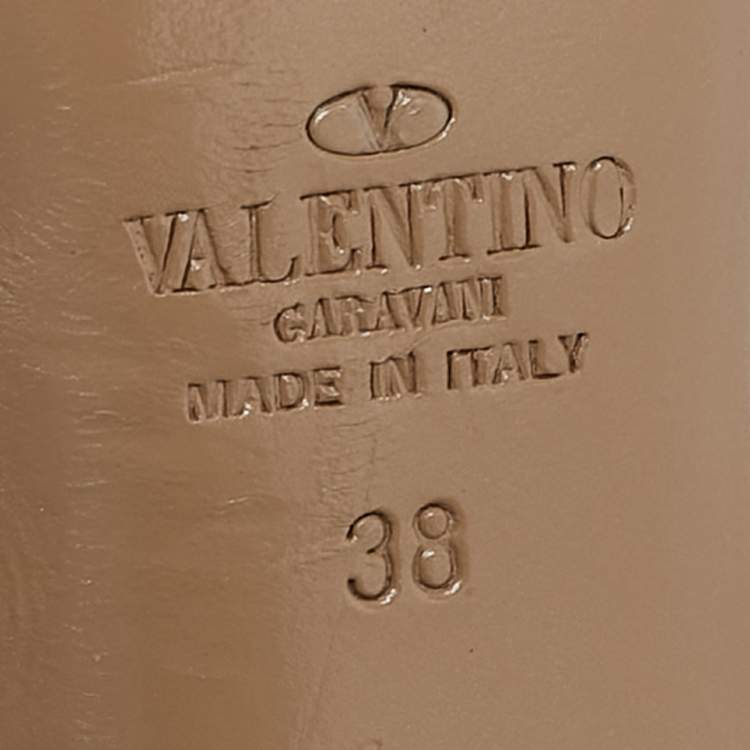 V
VALENTINO
GARAVANI
MADE IN ITALY
38